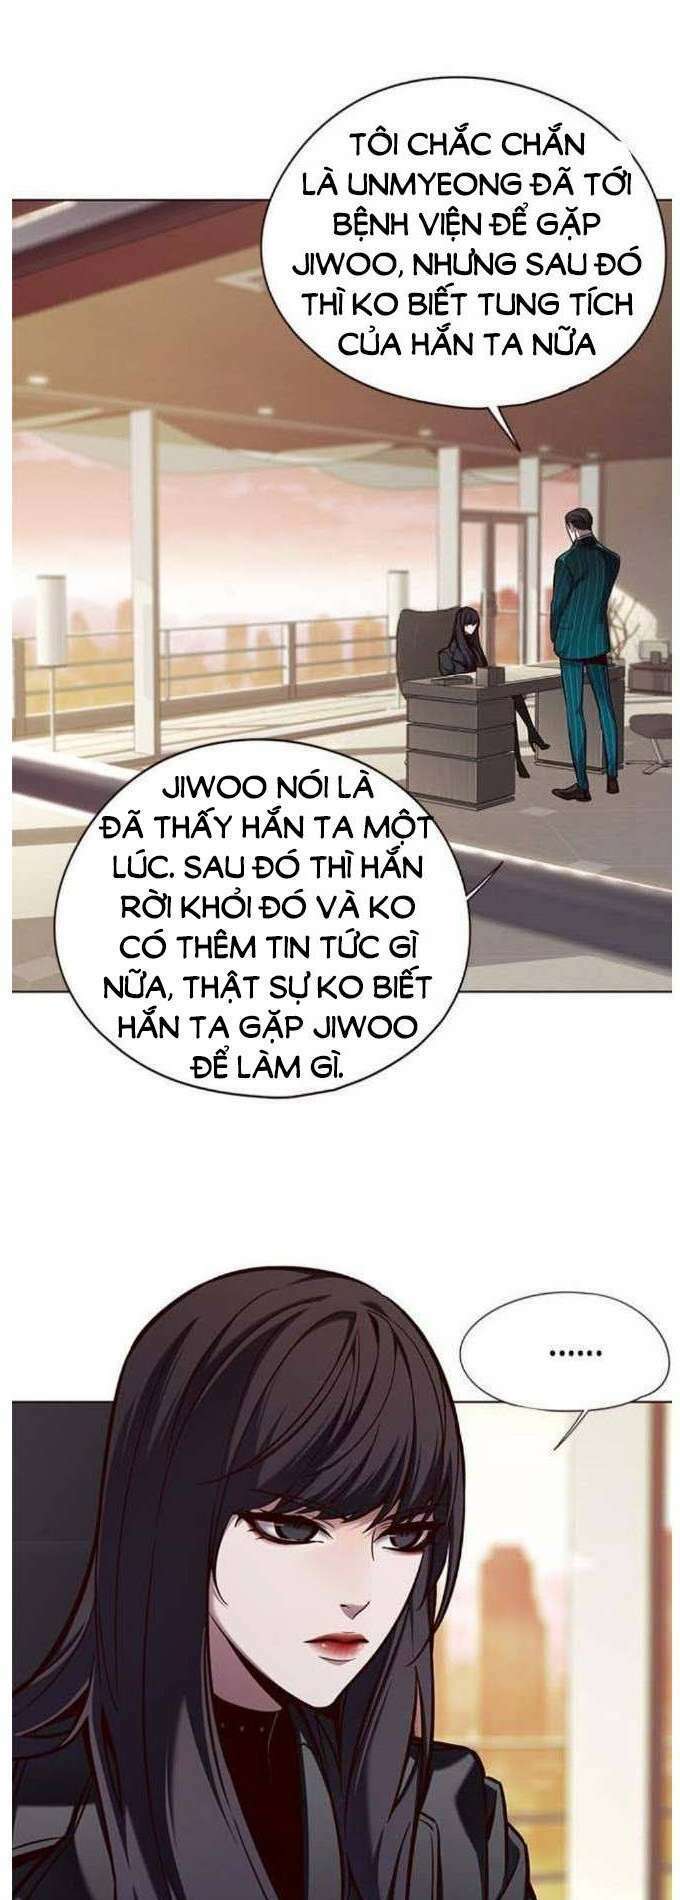 TÔI CHẮC CHẮN
LÀ UNMYEONG ĐÃ TỚI
BỆNH VIỆN ĐỂ GẶP
JIWOO, NHƯNG SAU ĐÓ
THÌ KO BIẾT TUNG TÍCH
CỦA HẮN TA NỮA
JIWOO NÓI LÀ
ĐÃ THẤY HẮN TA MỘT
LÚC. SAU ĐÓ THÌ HẮN
RỜI KHỎI ĐÓ VÀ KO
CÓ THÊM TIN TỨC GÌ
NỮA, THẬT SỰ KO BIẾT
HẮN TA GẶP JIWOO
ĐỂ LÀM GÌ.
......